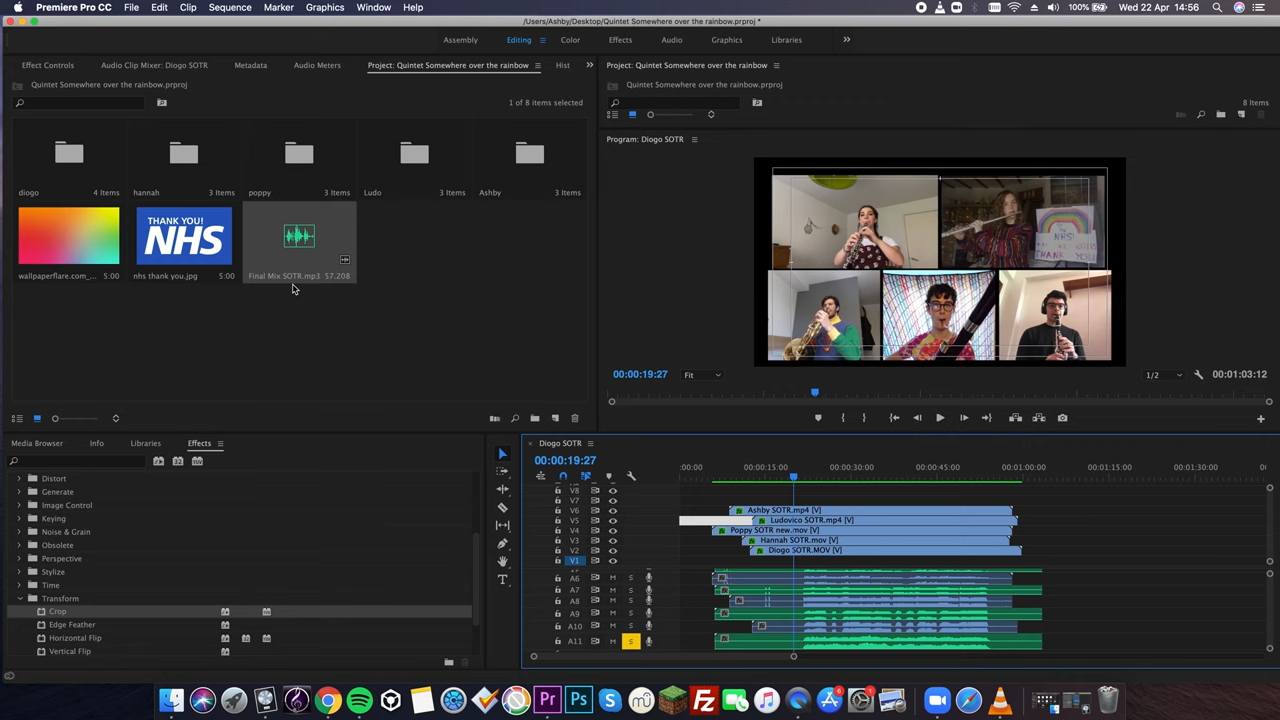 Premiere Pro CC File Edit Clip Sequence Marker Graphics Window Help 100% Wed 22 Apr 14:56
/Users/Ashby/Desktop/Quintet Somewhere over the rainbow.prproj *
Assembly Editing Color Effects Audio Graphics Libraries
Effect Controls Audio Clip Mixer: Diogo SOTR Metadata Audio Meters Project: Quintet Somewhere over the rainbow Hist
Project: Quintet Somewhere over the rainbow
Quintet Somewhere over the rainbow.prproj
Quintet Somewhere over the rainbow.prproj
1 of 8 items selected
8 Items
Program: Diogo SOTR
diogo 4 Items hannah 3 Items poppy 3 Items Ludo 3 Items Ashby 3 Items
THANK YOU!
NHS
wallpaperflare.com_... 5:00 nhs thank you.jpg 5:00 Final Mix SOTR.mp3 57.208
NHS
THANK
YOU
00:00:19:27 Fit 1/2 00:01:03:12
Media Browser Info Libraries Effects
Distort
Generate
Image Control
Keying
Noise & Grain
Obsolete
Perspective
Stylize
Time
Transform
Crop
Edge Feather
Horizontal Flip
Vertical Flip
Diogo SOTR
00:00:19:27
:00:00 00:00:15:00 00:00:30:00 00:00:45:00 00:01:00:00 00:01:15:00 00:01:30:00
V8
V7
V6 Ashby SOTR.mp4 [V]
V5 Ludovico SOTR.mp4 [V]
V4 Poppy SOTR new.mov [V]
V3 Hannah SOTR.mov [V]
V2 Diogo SOTR.MOV [V]
V1
A6 M S
A7 M S
A8 M S
A9 M S
A10 M S
A11 M S
Pr Ps Fz
6
1